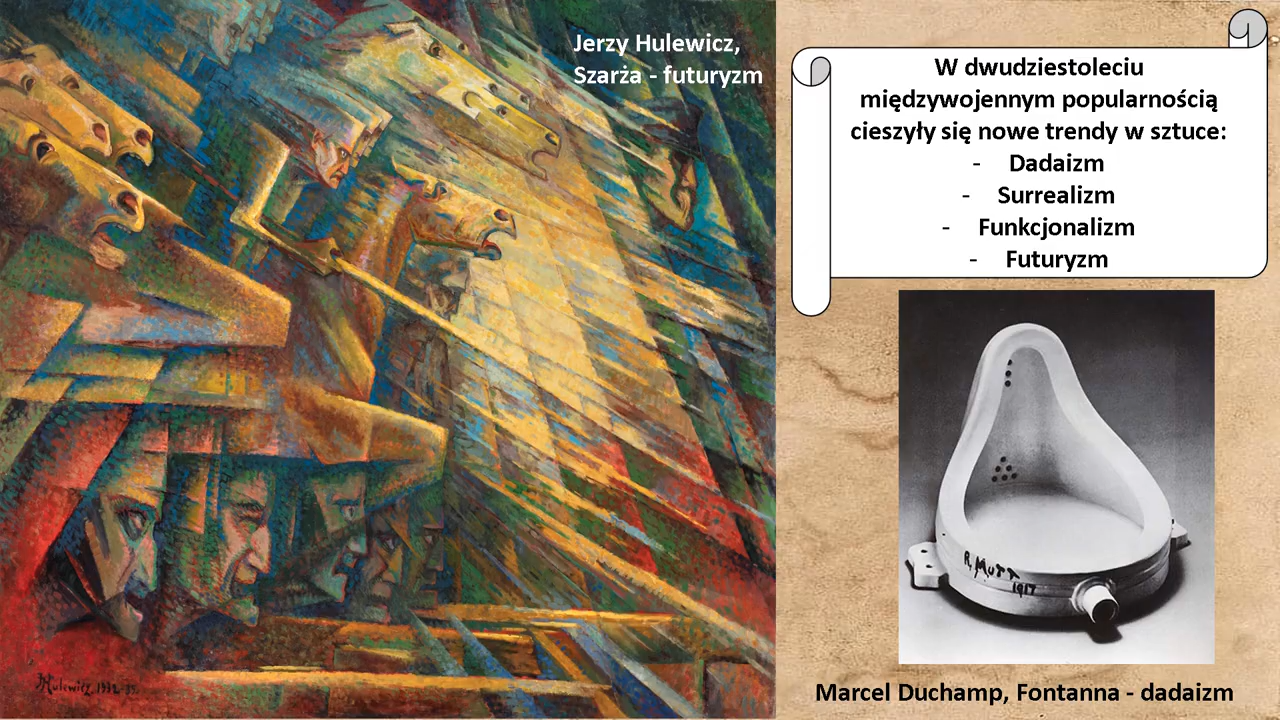 Jerzy Hulewicz,
Szarża - futuryzm
W dwudziestoleciu
międzywojennym popularnością
cieszyły się nowe trendy w sztuce:
- Dadaizm
- Surrealizm
- Funkcjonalizm
- Futuryzm
R. MUTT
1917
Marcel Duchamp, Fontanna - dadaizm